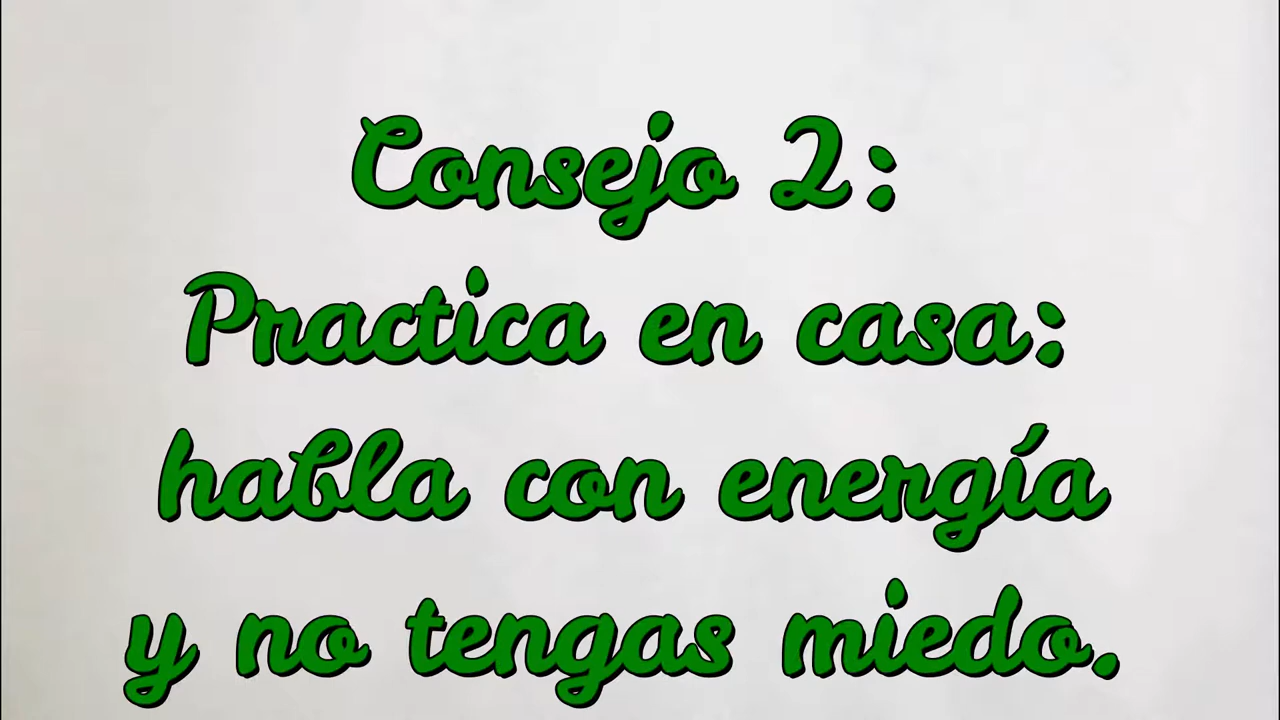 Consejo 2:
Practica en casa:
habla con energía
y no tengas miedo.